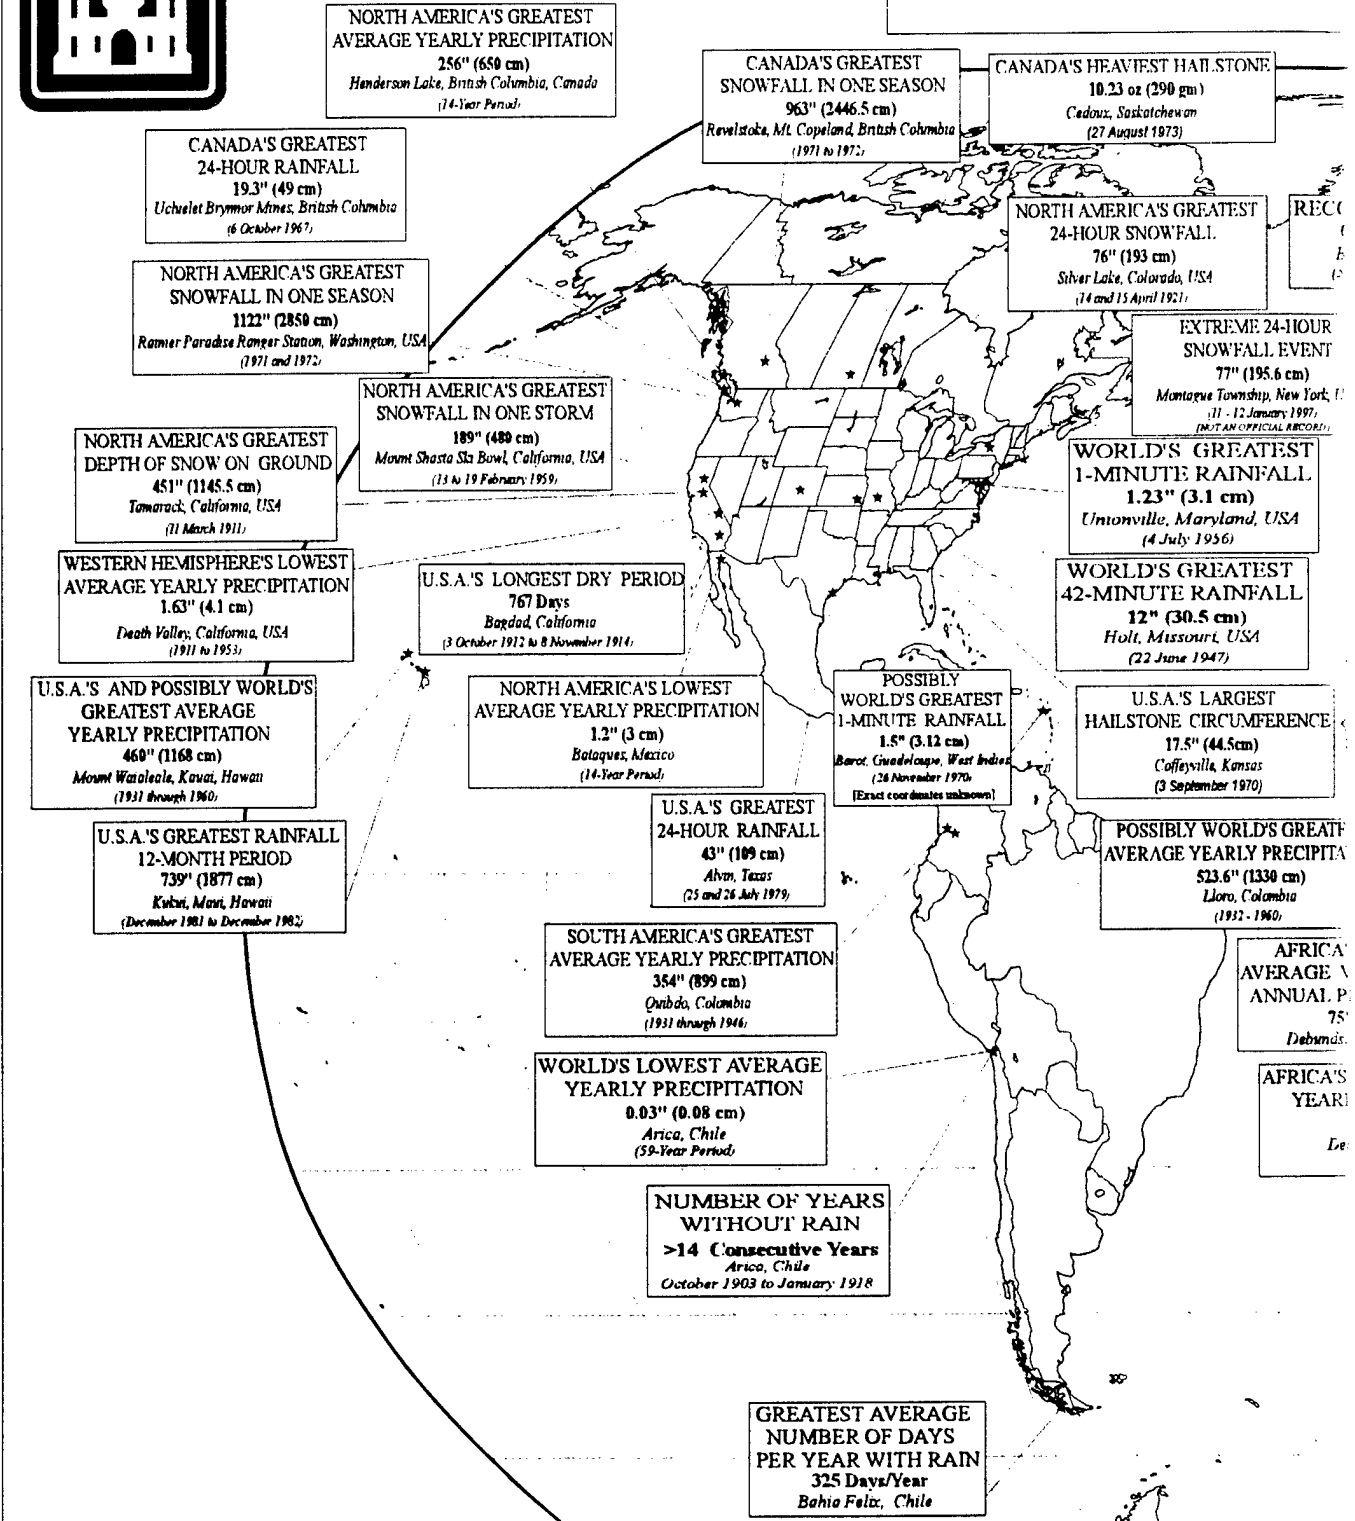 NORTH AMERICA'S GREATEST
AVERAGE YEARLY PRECIPITATION
256" (650 cm)
Henderson Lake, British Columbia, Canada
(14-Year Period)
CANADA'S GREATEST
SNOWFALL IN ONE SEASON
963" (2446.5 cm)
Revelstoke, Mt. Copeland, British Columbia
(1971 to 1972)
CANADA'S HEAVIEST HAILSTONE
10.23 oz (290 gm)
Cedoux, Saskatchewan
(27 August 1973)
CANADA'S GREATEST
24-HOUR RAINFALL
19.3" (49 cm)
Ucluelet Brynnor Mines, British Columbia
(6 October 1967)
NORTH AMERICA'S GREATEST
24-HOUR SNOWFALL
76" (193 cm)
Silver Lake, Colorado, USA
(14 and 15 April 1921)
NORTH AMERICA'S GREATEST
SNOWFALL IN ONE SEASON
1122" (2850 cm)
Rainier Paradise Ranger Station, Washington, USA
(1971 and 1972)
EXTREME 24-HOUR
SNOWFALL EVENT
77" (195.6 cm)
Montague Township, New York,
(11 - 12 January 1997)
[NOT AN OFFICIAL RECORD]
NORTH AMERICA'S GREATEST
SNOWFALL IN ONE STORM
189" (480 cm)
Mount Shasta Ski Bowl, California, USA
(13 to 19 February 1959)
NORTH AMERICA'S GREATEST
DEPTH OF SNOW ON GROUND
451" (1145.5 cm)
Tamarack, California, USA
(11 March 1911)
WORLD'S GREATEST
1-MINUTE RAINFALL
1.23" (3.1 cm)
Unionville, Maryland, USA
(4 July 1956)
WESTERN HEMISPHERE'S LOWEST
AVERAGE YEARLY PRECIPITATION
1.63" (4.1 cm)
Death Valley, California, USA
(1911 to 1953)
U.S.A.'S LONGEST DRY PERIOD
767 Days
Bagdad, California
(3 October 1912 to 8 November 1914)
WORLD'S GREATEST
42-MINUTE RAINFALL
12" (30.5 cm)
Holt, Missouri, USA
(22 June 1947)
U.S.A.'S AND POSSIBLY WORLD'S
GREATEST AVERAGE
YEARLY PRECIPITATION
460" (1168 cm)
Mount Waialeale, Kauai, Hawaii
(1931 through 1960)
NORTH AMERICA'S LOWEST
AVERAGE YEARLY PRECIPITATION
1.2" (3 cm)
Bataques, Mexico
(14-Year Period)
POSSIBLY
WORLD'S GREATEST
1-MINUTE RAINFALL
1.5" (3.12 cm)
Barot, Guadeloupe, West Indies
(26 November 1970)
[Exact coordinates unknown]
U.S.A.'S LARGEST
HAILSTONE CIRCUMFERENCE
17.5" (44.5cm)
Coffeyville, Kansas
(3 September 1970)
U.S.A.'S GREATEST
24-HOUR RAINFALL
43" (109 cm)
Alvin, Texas
(25 and 26 July 1979)
U.S.A.'S GREATEST RAINFALL
12-MONTH PERIOD
739" (1877 cm)
Kukui, Maui, Hawaii
(December 1981 to December 1982)
POSSIBLY WORLD'S GREAT
AVERAGE YEARLY PRECIPITA
523.6" (1330 cm)
Lloro, Colombia
(1932 - 1960)
SOUTH AMERICA'S GREATEST
AVERAGE YEARLY PRECIPITATION
354" (899 cm)
Quibdo, Colombia
(1931 through 1946)
AFRICA'
AVERAGE
ANNUAL P
75"
Debunds
WORLD'S LOWEST AVERAGE
YEARLY PRECIPITATION
0.03" (0.08 cm)
Arica, Chile
(59-Year Period)
AFRICA'S
YEAR
De
NUMBER OF YEARS
WITHOUT RAIN
>14 Consecutive Years
Arica, Chile
October 1903 to January 1918
GREATEST AVERAGE
NUMBER OF DAYS
PER YEAR WITH RAIN
325 Days/Year
Bahia Felix, Chile